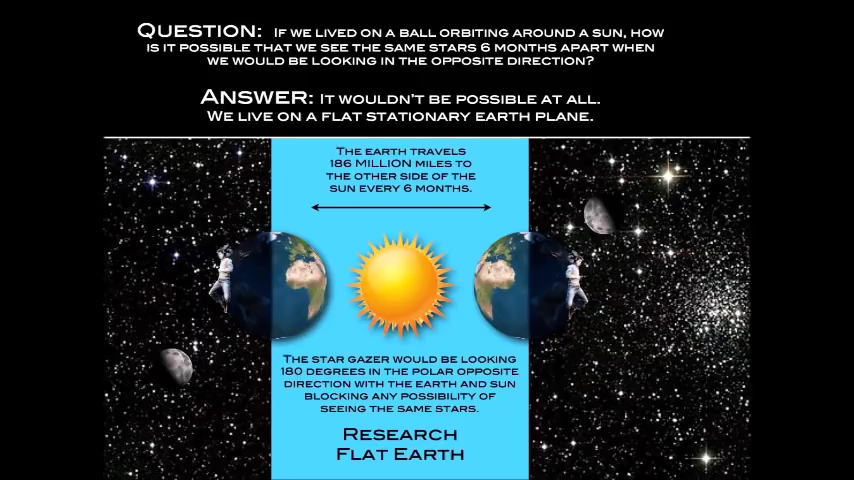 QUESTION: IF WE LIVED ON A BALL ORBITING AROUND A SUN, HOW
IS IT POSSIBLE THAT WE SEE THE SAME STARS 6 MONTHS APART WHEN
WE WOULD BE LOOKING IN THE OPPOSITE DIRECTION?
ANSWER: IT WOULDN'T BE POSSIBLE AT ALL.
WE LIVE ON A FLAT STATIONARY EARTH PLANE.
THE EARTH TRAVELS
186 MILLION MILES TO
THE OTHER SIDE OF THE
SUN EVERY 6 MONTHS.
THE STAR GAZER WOULD BE LOOKING
180 DEGREES IN THE POLAR OPPOSITE
DIRECTION WITH THE EARTH AND SUN
BLOCKING ANY POSSIBILITY OF
SEEING THE SAME STARS.
RESEARCH
FLAT EARTH